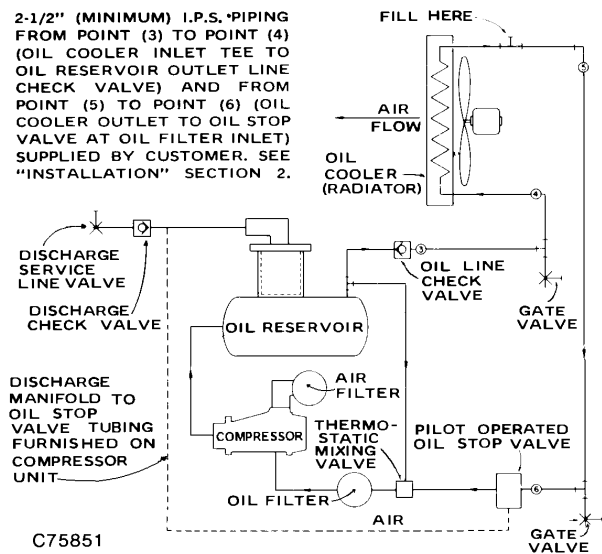 2-1/2" (MINIMUM) I.P.S. PIPING
FROM POINT (3) TO POINT (4)
(OIL COOLER INLET TEE TO
OIL RESERVOIR OUTLET LINE
CHECK VALVE) AND FROM
POINT (5) TO POINT (6) (OIL
COOLER OUTLET TO OIL STOP
VALVE AT OIL FILTER INLET)
SUPPLIED BY CUSTOMER. SEE
"INSTALLATION" SECTION 2.
FILL HERE
5
AIR
FLOW
OIL
COOLER
(RADIATOR)
4
DISCHARGE
SERVICE
LINE VALVE
DISCHARGE
CHECK VALVE
3
OIL LINE
CHECK
VALVE
GATE
VALVE
OIL RESERVOIR
DISCHARGE
MANIFOLD TO
OIL STOP
VALVE TUBING
FURNISHED ON
COMPRESSOR
UNIT
AIR
FILTER
COMPRESSOR
THERMO-
STATIC
MIXING
VALVE
PILOT OPERATED
OIL STOP VALVE
OIL FILTER
6
AIR
GATE
VALVE
C75851